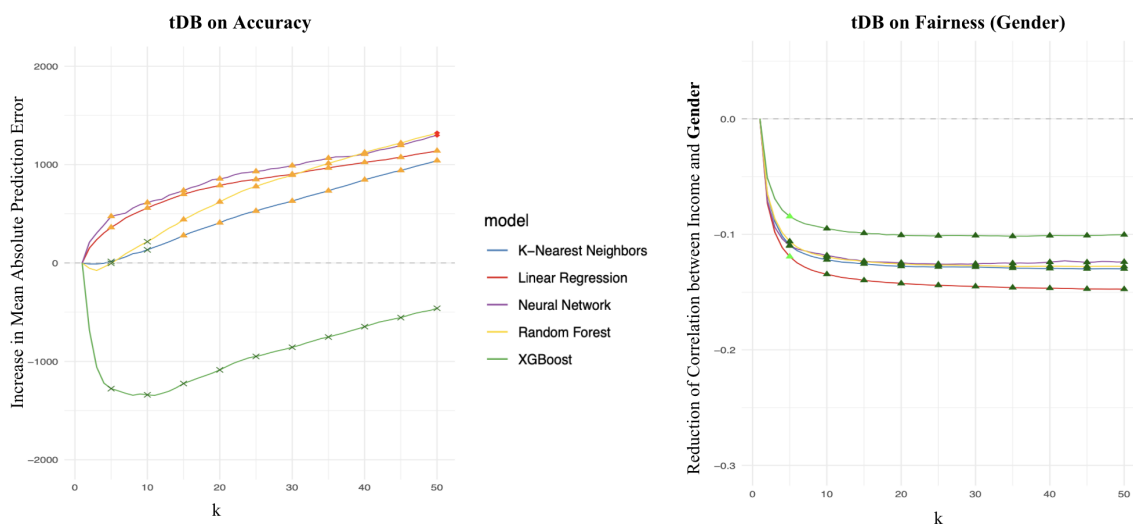 tDB on Accuracy
Increase in Mean Absolute Prediction Error
2000
1000
0
−1000
−2000
0 10 20 30 40 50
k
model
K-Nearest Neighbors
Linear Regression
Neural Network
Random Forest
XGBoost
tDB on Fairness (Gender)
Reduction of Correlation between Income and Gender
0.0
−0.1
−0.2
−0.3
0 10 20 30 40 50
k